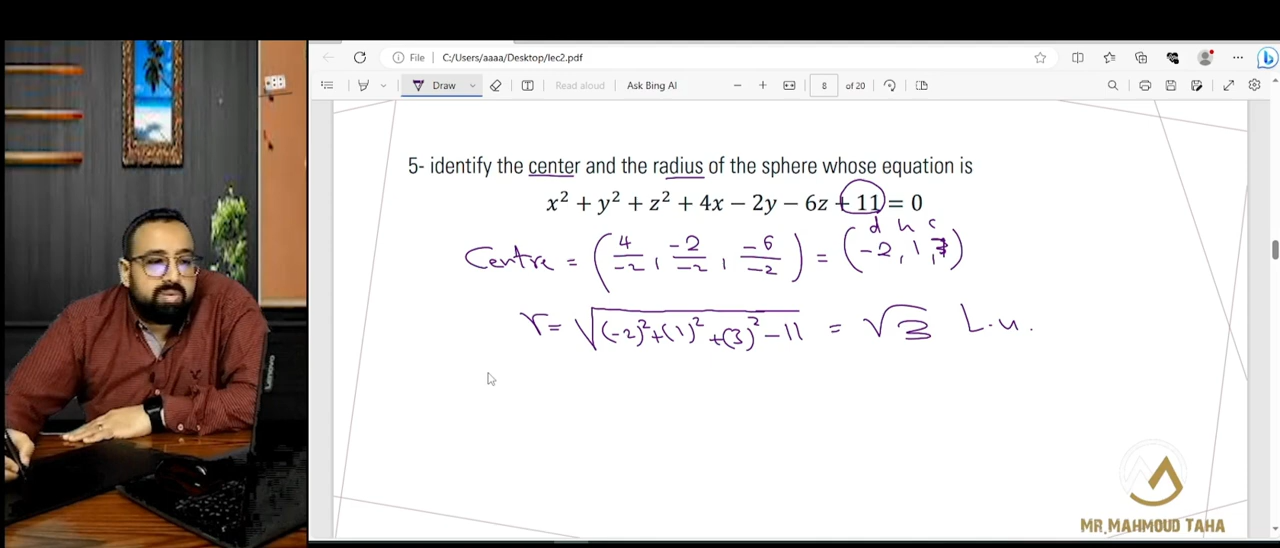 File C:/Users/aaaa/Desktop/lec2.pdf
Draw Read aloud Ask Bing AI 8 of 20
5- identify the center and the radius of the sphere whose equation is
x² + y² + z² + 4x − 2y − 6z + 11 = 0
d h c
Centre = (4/-2, -2/-2, -6/-2) = (-2, 1, 3)
r = √((-2)² + (1)² + (3)² - 11) = √3 L.u.
Lenovo
MR.MAHMOUD TAHA